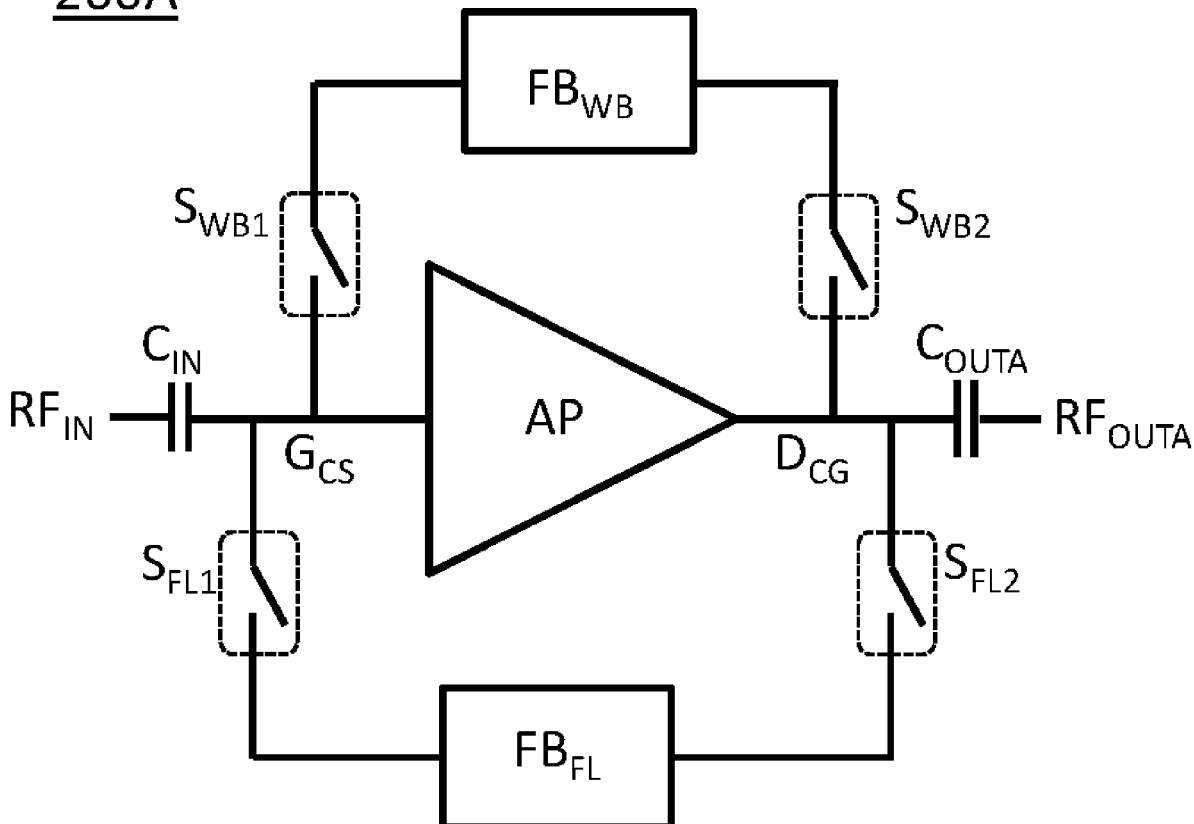 FB_WB
S_WB1
S_WB2
C_IN
C_OUTA
RF_IN
AP
RF_OUTA
G_CS
D_CG
S_FL1
S_FL2
FB_FL